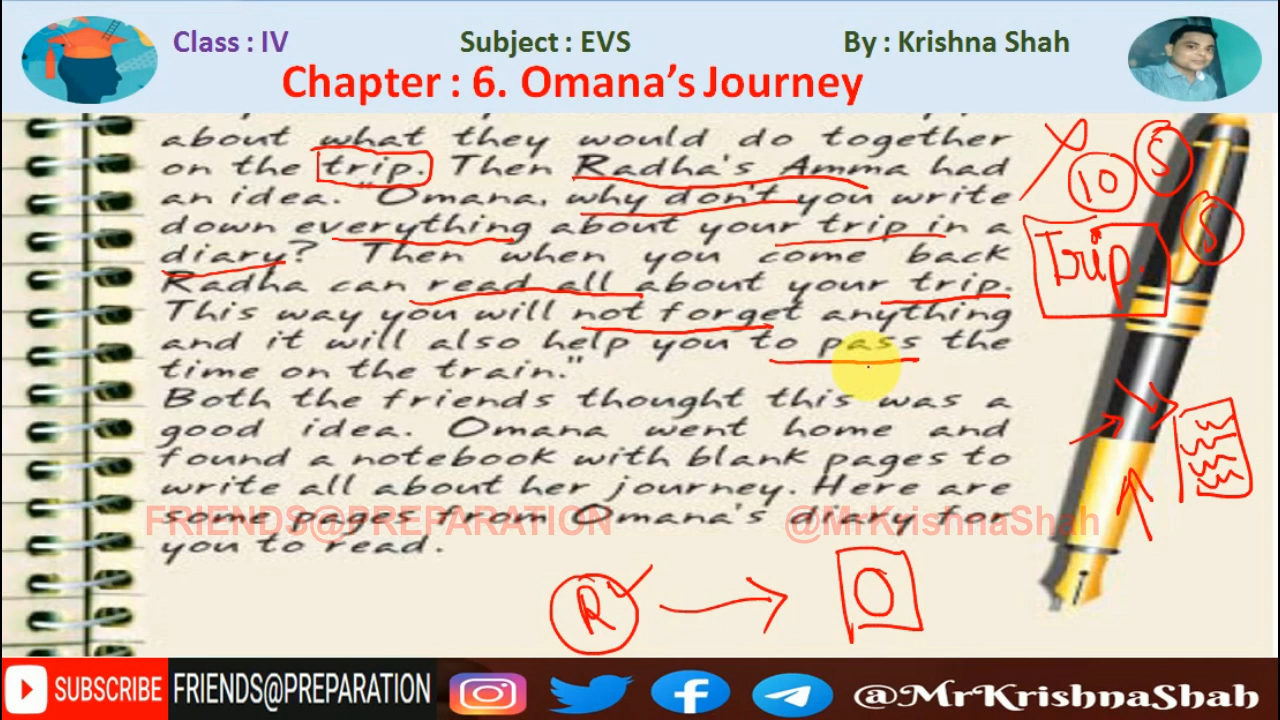 Class : IV
Subject : EVS
By : Krishna Shah
Chapter : 6. Omana's Journey
about what they would do together
on the trip. Then Radha's Amma had
an idea. "Omana, why don't you write
down everything about your trip in a
diary? Then when you come back
Radha can read all about your trip.
This way you will not forget anything
and it will also help you to pass the
time on the train."
Both the friends thought this was a
good idea. Omana went home and
found a notebook with blank pages to
write all about her journey. Here are
some pages from Omana's diary for
you to read.
FRIENDS@PREPARATION
@MrKrishnaShah
10
Trip.
R
O
SUBSCRIBE
FRIENDS@PREPARATION
@MrKrishnaShah